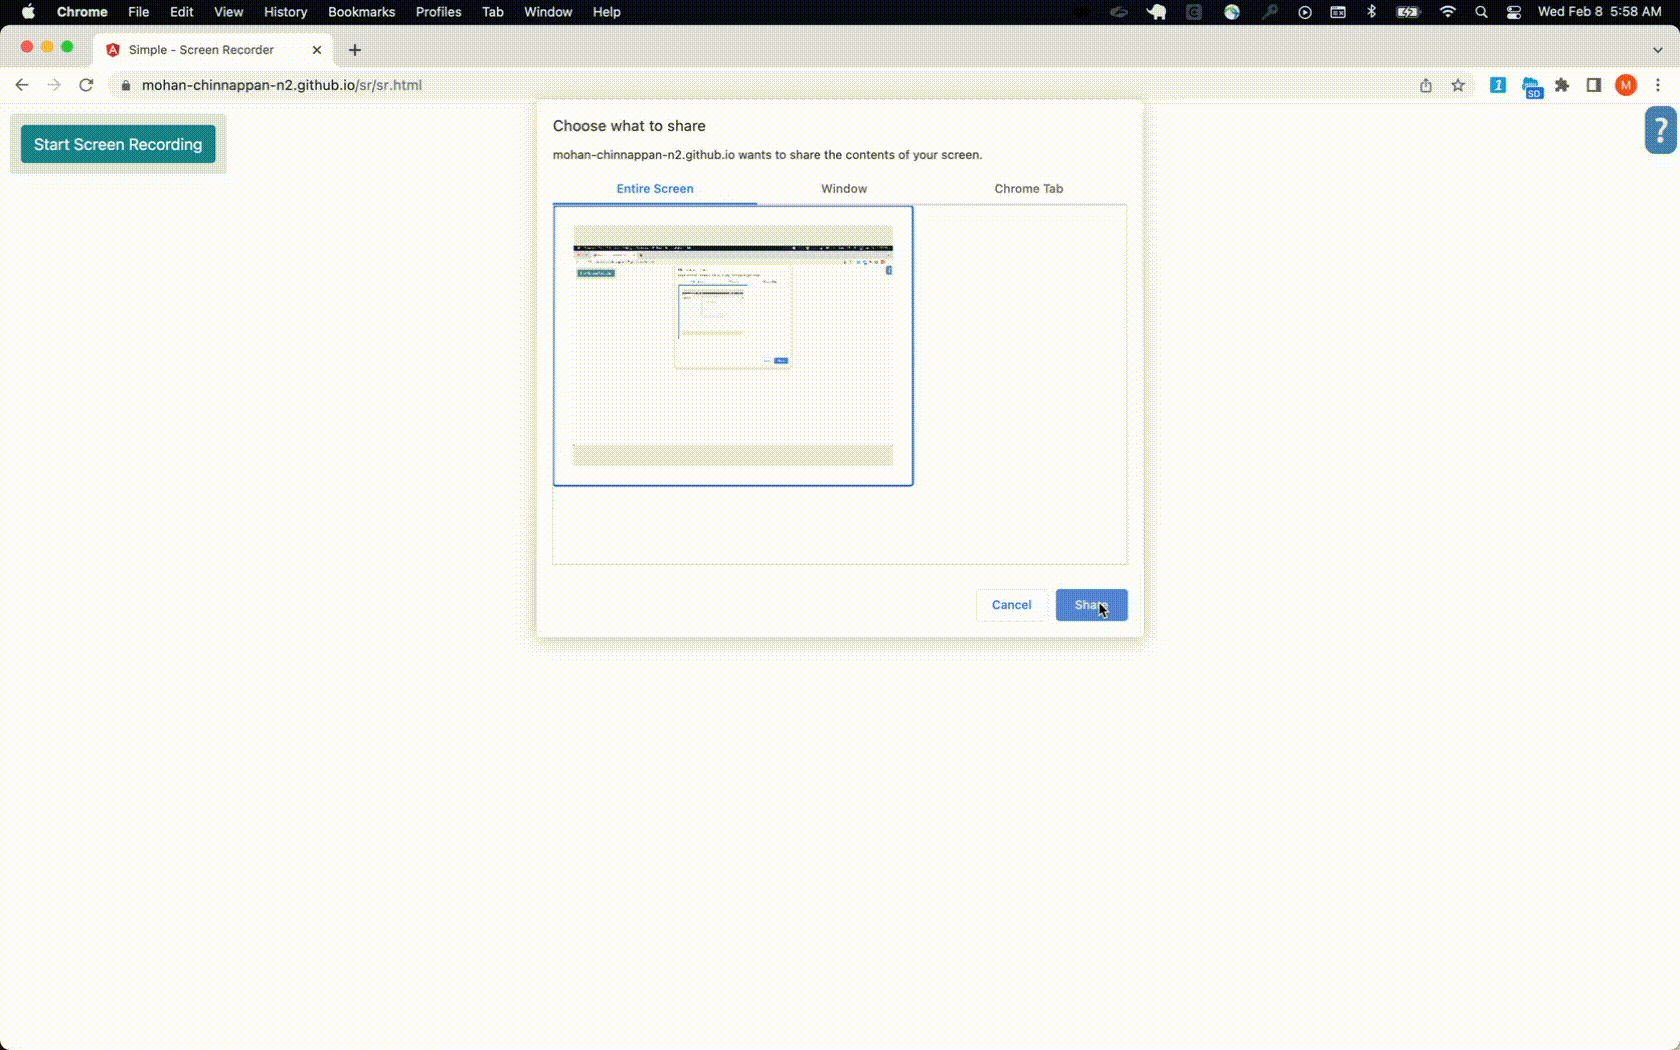 Chrome File Edit View History Bookmarks Profiles Tab Window Help Wed Feb 8 5:58 AM
Simple - Screen Recorder
mohan-chinnappan-n2.github.io/sr/sr.html
1 SD M
Start Screen Recording
?
Choose what to share
mohan-chinnappan-n2.github.io wants to share the contents of your screen.
Entire Screen Window Chrome Tab
Cancel Share